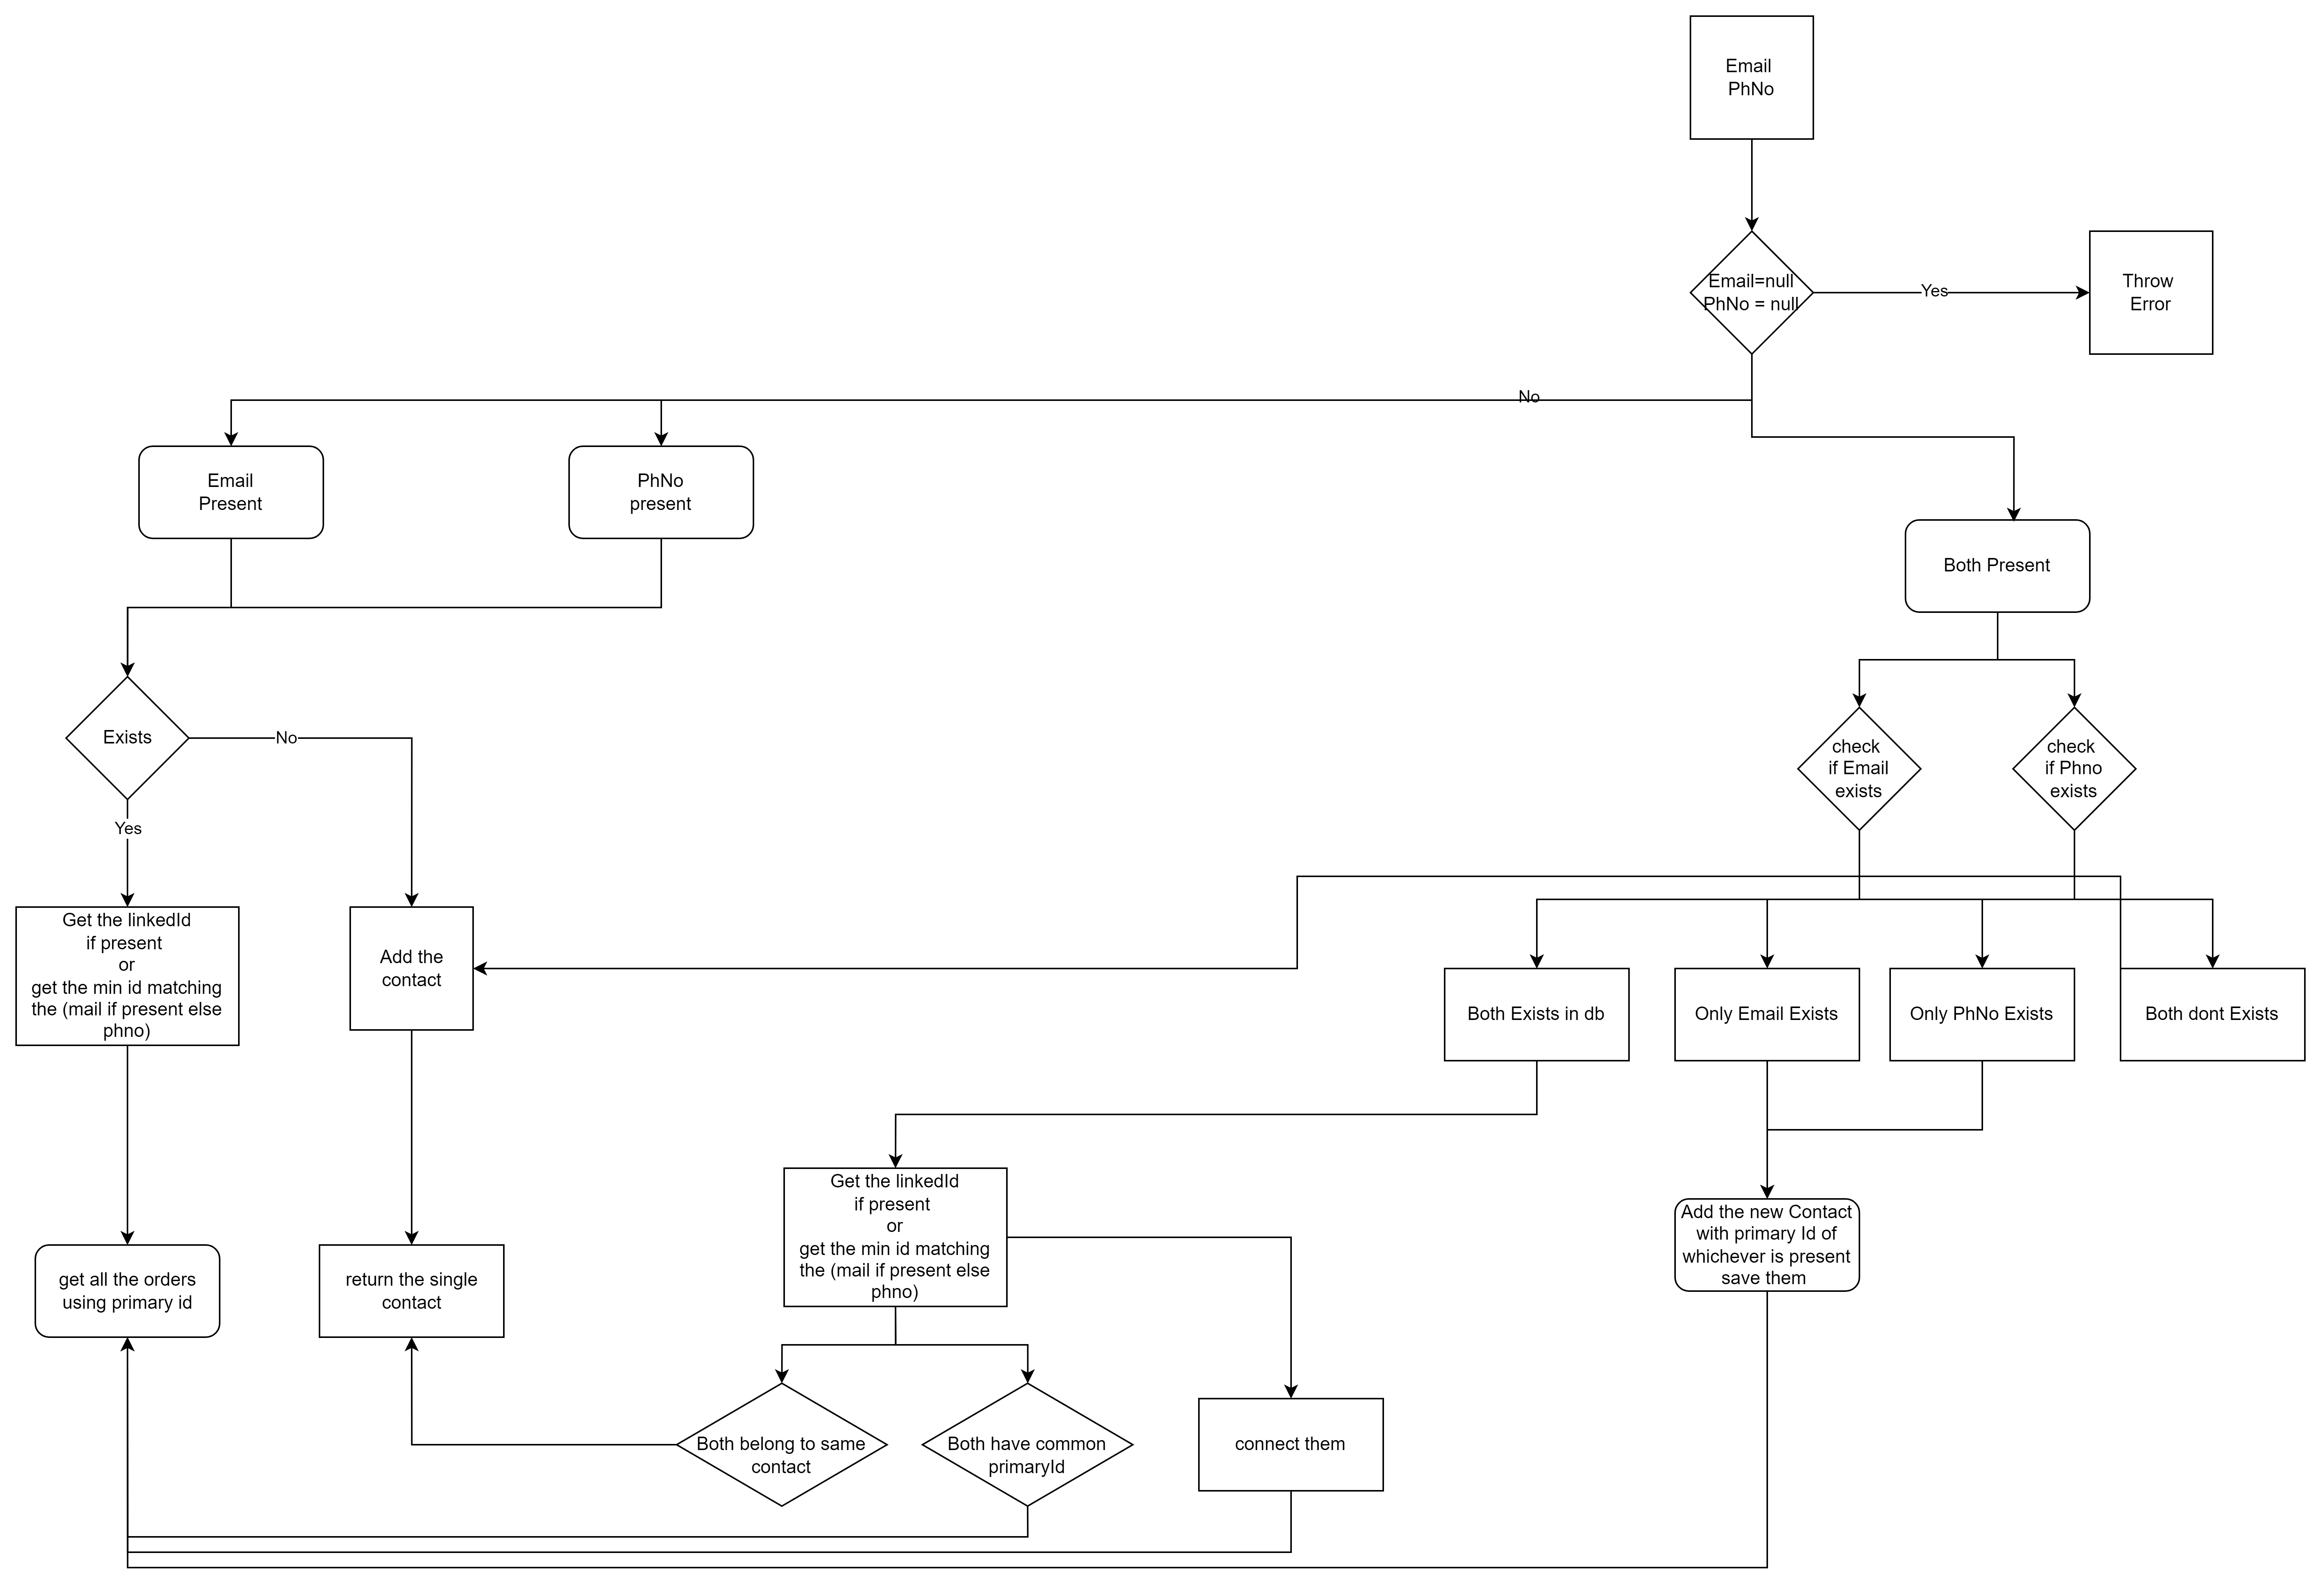 Email
PhNo
Email=null
PhNo = null
Yes
Throw
Error
No
Email
Present
PhNo
present
Both Present
Exists
No
check
if Email
exists
check
if Phno
exists
Yes
Get the linkedId
if present
or
get the min id matching
the (mail if present else
phno)
Add the
contact
Both Exists in db
Only Email Exists
Only PhNo Exists
Both dont Exists
Get the linkedId
if present
or
get the min id matching
the (mail if present else
phno)
Add the new Contact
with primary Id of
whichever is present
save them
get all the orders
using primary id
return the single
contact
Both belong to same
contact
Both have common
primaryId
connect them